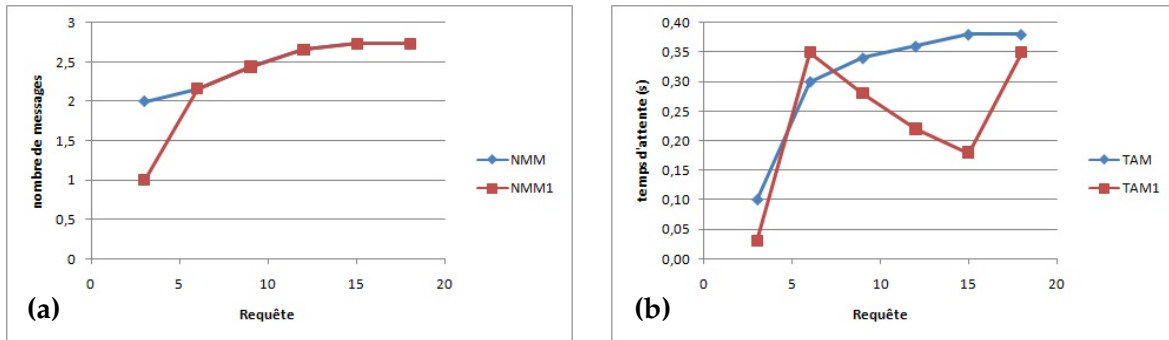 nombre de messages
3
2,5
2
1,5
1
0,5
0
0 5 10 15 20
Requête
NMM
NMM1
(a)
temps d'attente (s)
0,40
0,35
0,30
0,25
0,20
0,15
0,10
0,05
0,00
0 5 10 15 20
Requête
TAM
TAM1
(b)